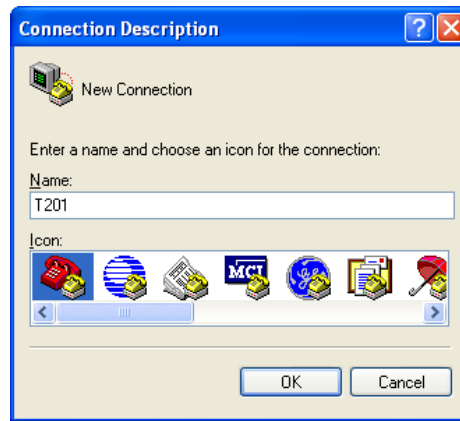 Connection Description
New Connection
Enter a name and choose an icon for the connection:
Name:
T201
Icon:
MCI
OK
Cancel